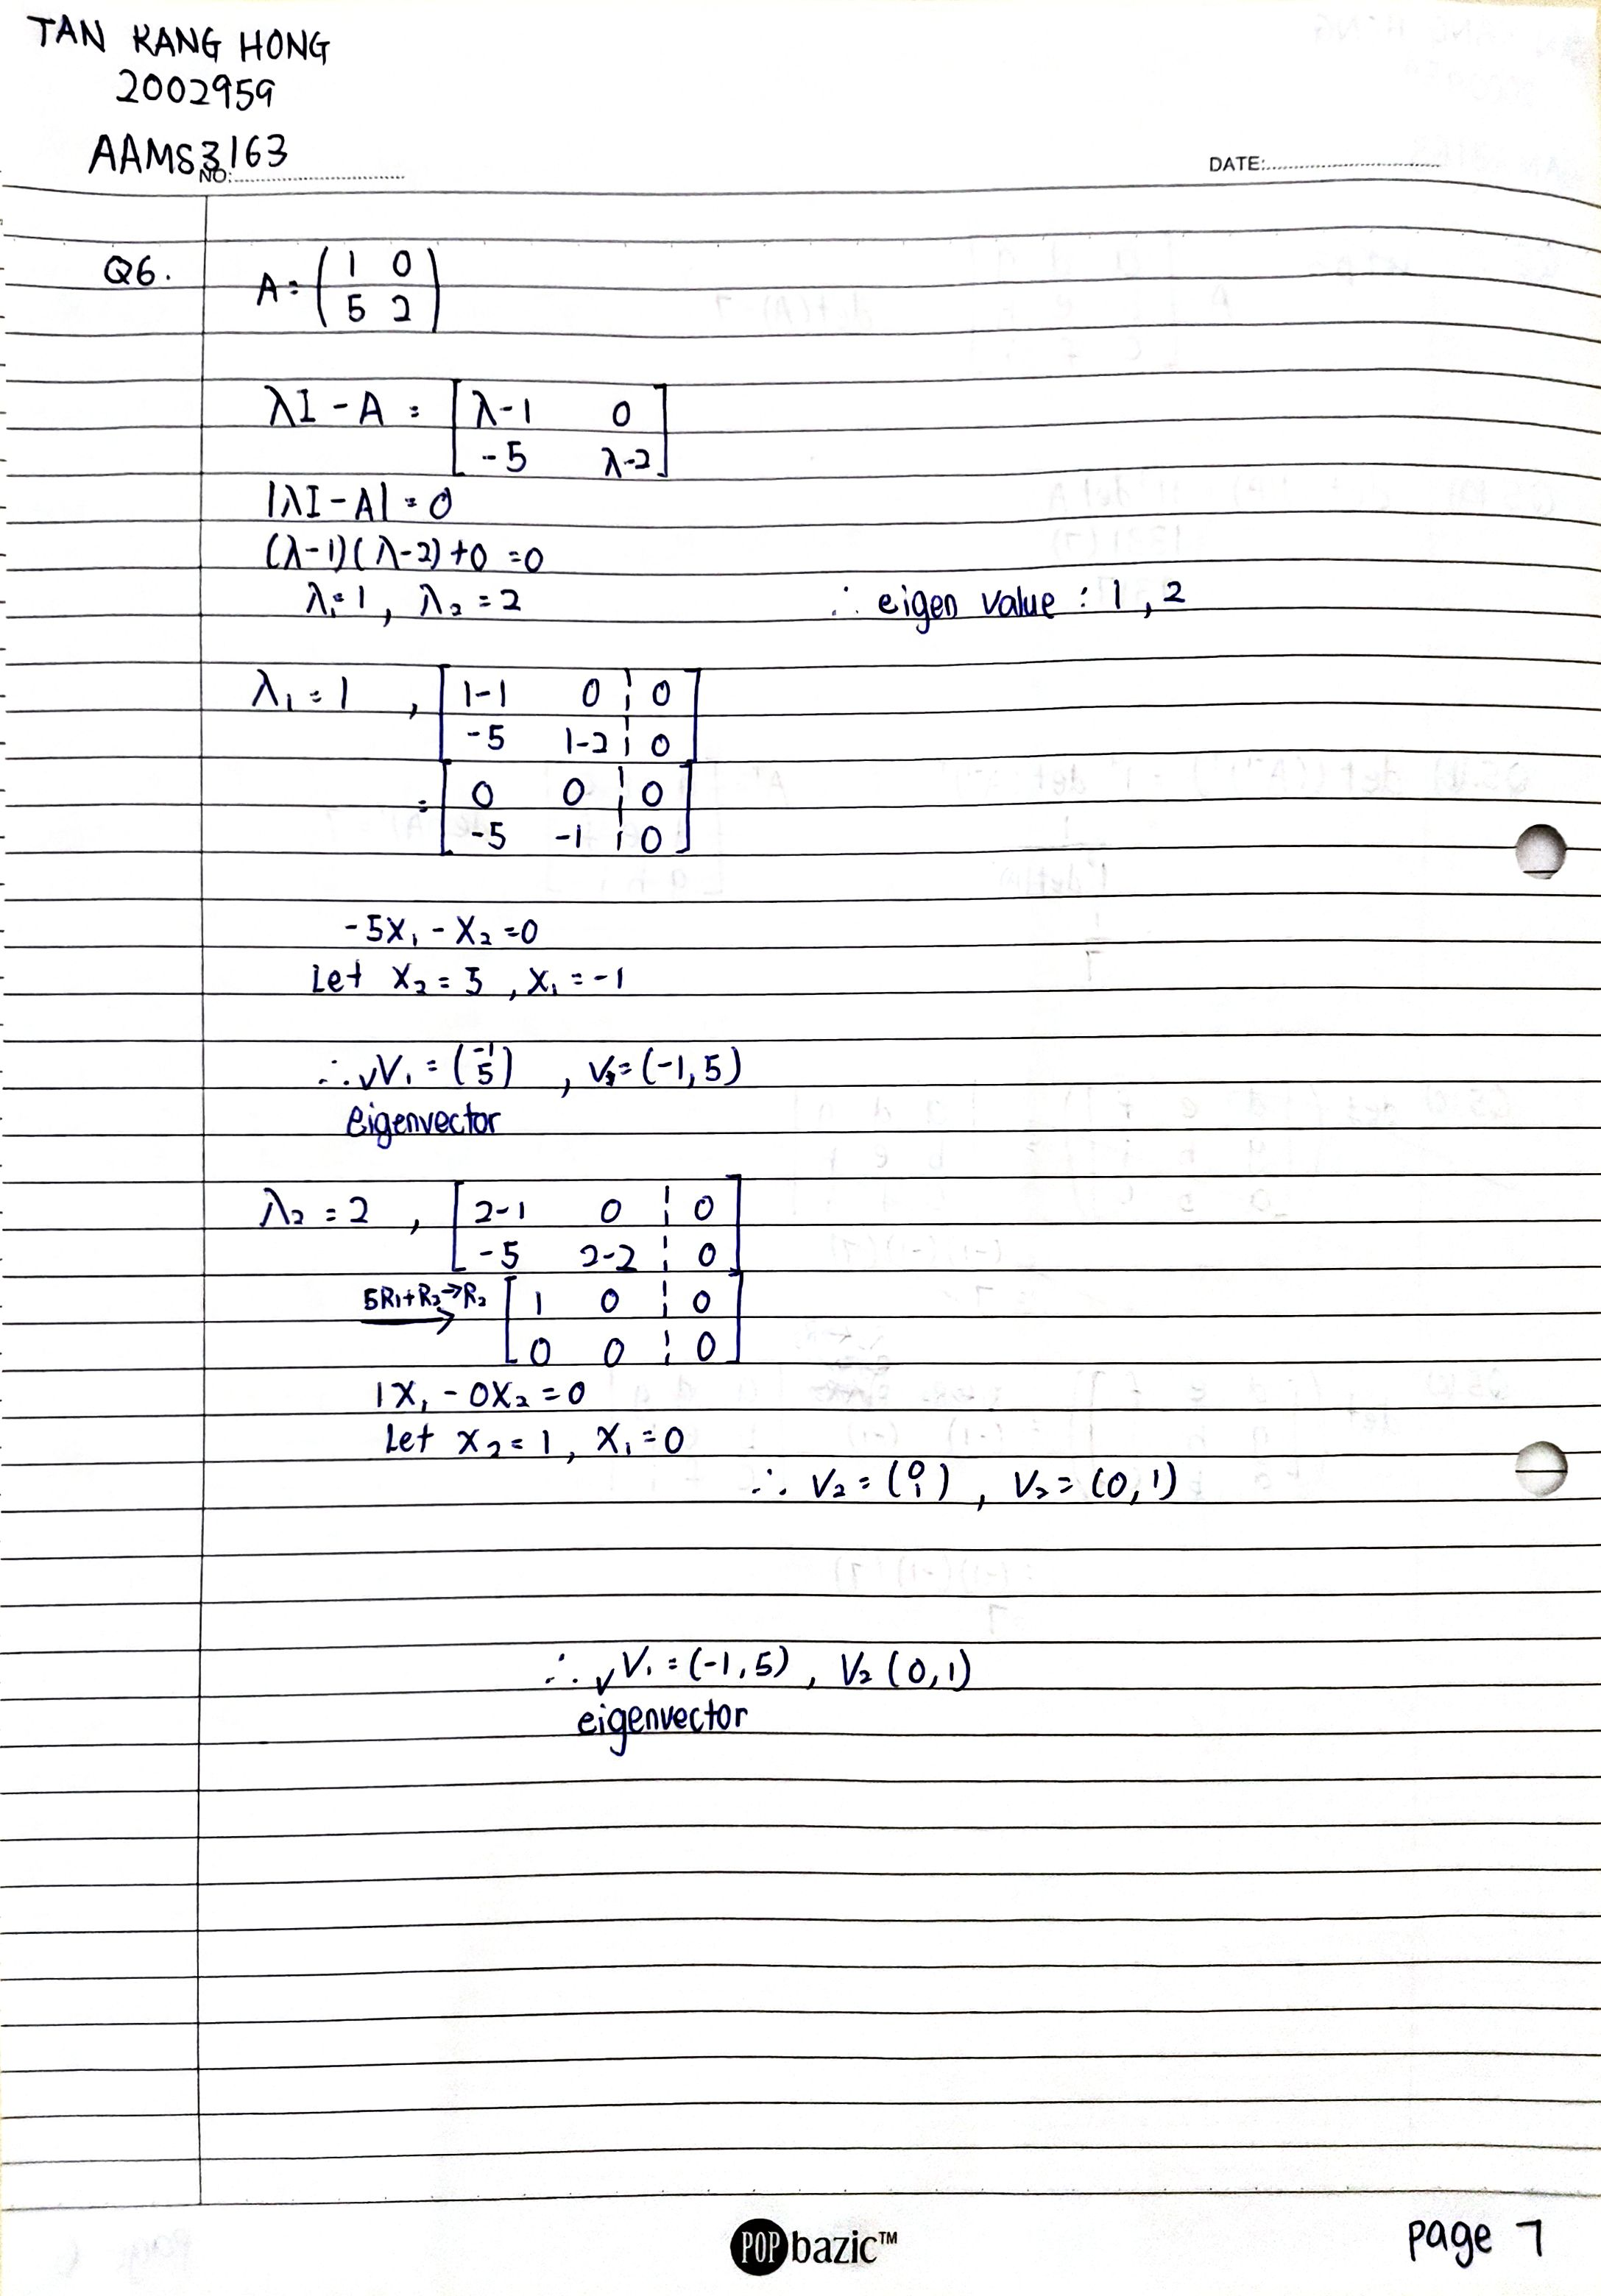 TAN KANG HONG
2002959
AAMS3163
NO:
DATE:
Q6.
A = ( 1 0
5 2 )
λI - A = [ λ-1 0
-5 λ-2 ]
|λI - A| = 0
(λ-1)(λ-2)+0 = 0
λ₁=1, λ₂ = 2 ∴ eigen value : 1, 2
λ₁ = 1 , [ 1-1 0 ¦ 0
-5 1-2 ¦ 0 ]
= [ 0 0 ¦ 0
-5 -1 ¦ 0 ]
-5x₁ - x₂ = 0
Let x₂ = 5 , x₁ = -1
∴ √V₁ = ( -1 5 ) , V₁ = (-1, 5)
eigenvector
λ₂ = 2 , [ 2-1 0 ¦ 0
-5 2-2 ¦ 0 ]
5R₁+R₂→R₂ [ 1 0 ¦ 0
0 0 ¦ 0 ]
1x₁ - 0x₂ = 0
Let x₂ = 1, x₁ = 0
∴ V₂ = ( 0 1 ) , V₂ = (0, 1)
∴ √V₁ = (-1, 5) , V₂ (0, 1)
eigenvector
POP bazic™
page 7